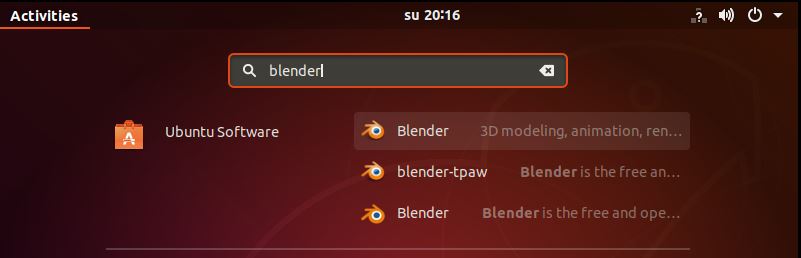 Activities
su 20:16
blender
Ubuntu Software
Blender 3D modeling, animation, ren…
blender-tpaw Blender is the free an…
Blender Blender is the free and ope…